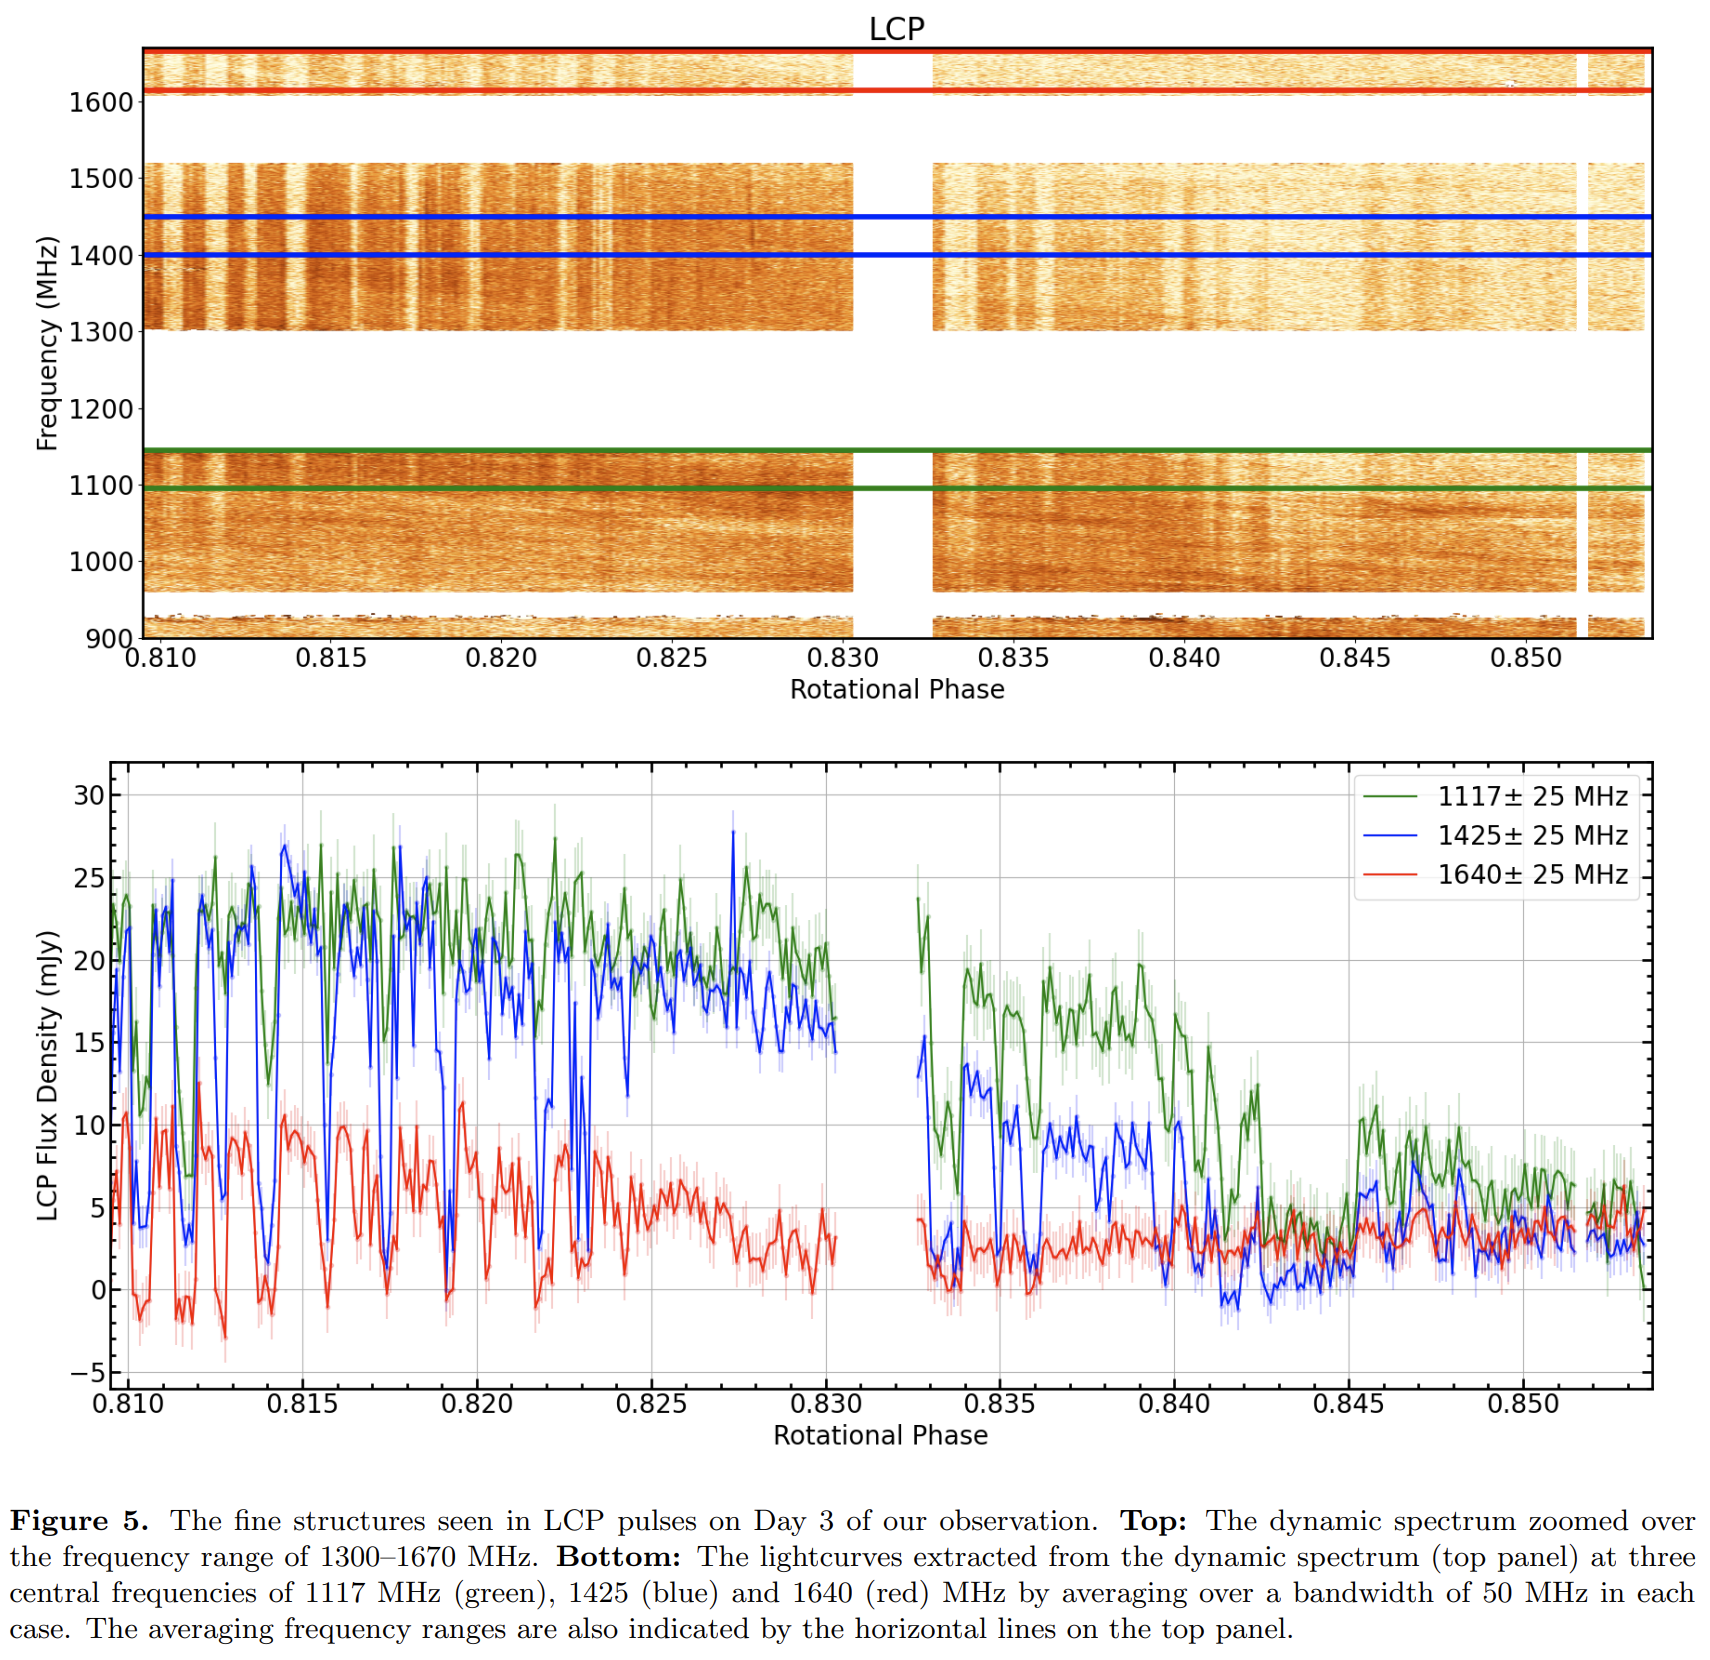 LCP
1600
1500
1400
1300
1200
1100
1000
900
Frequency (MHz)
0.810 0.815 0.820 0.825 0.830 0.835 0.840 0.845 0.850
Rotational Phase
30
25
20
15
10
5
0
−5
LCP Flux Density (mJy)
1117± 25 MHz
1425± 25 MHz
1640± 25 MHz
0.810 0.815 0.820 0.825 0.830 0.835 0.840 0.845 0.850
Rotational Phase
Figure 5. The fine structures seen in LCP pulses on Day 3 of our observation. Top: The dynamic spectrum zoomed over
the frequency range of 1300–1670 MHz. Bottom: The lightcurves extracted from the dynamic spectrum (top panel) at three
central frequencies of 1117 MHz (green), 1425 (blue) and 1640 (red) MHz by averaging over a bandwidth of 50 MHz in each
case. The averaging frequency ranges are also indicated by the horizontal lines on the top panel.